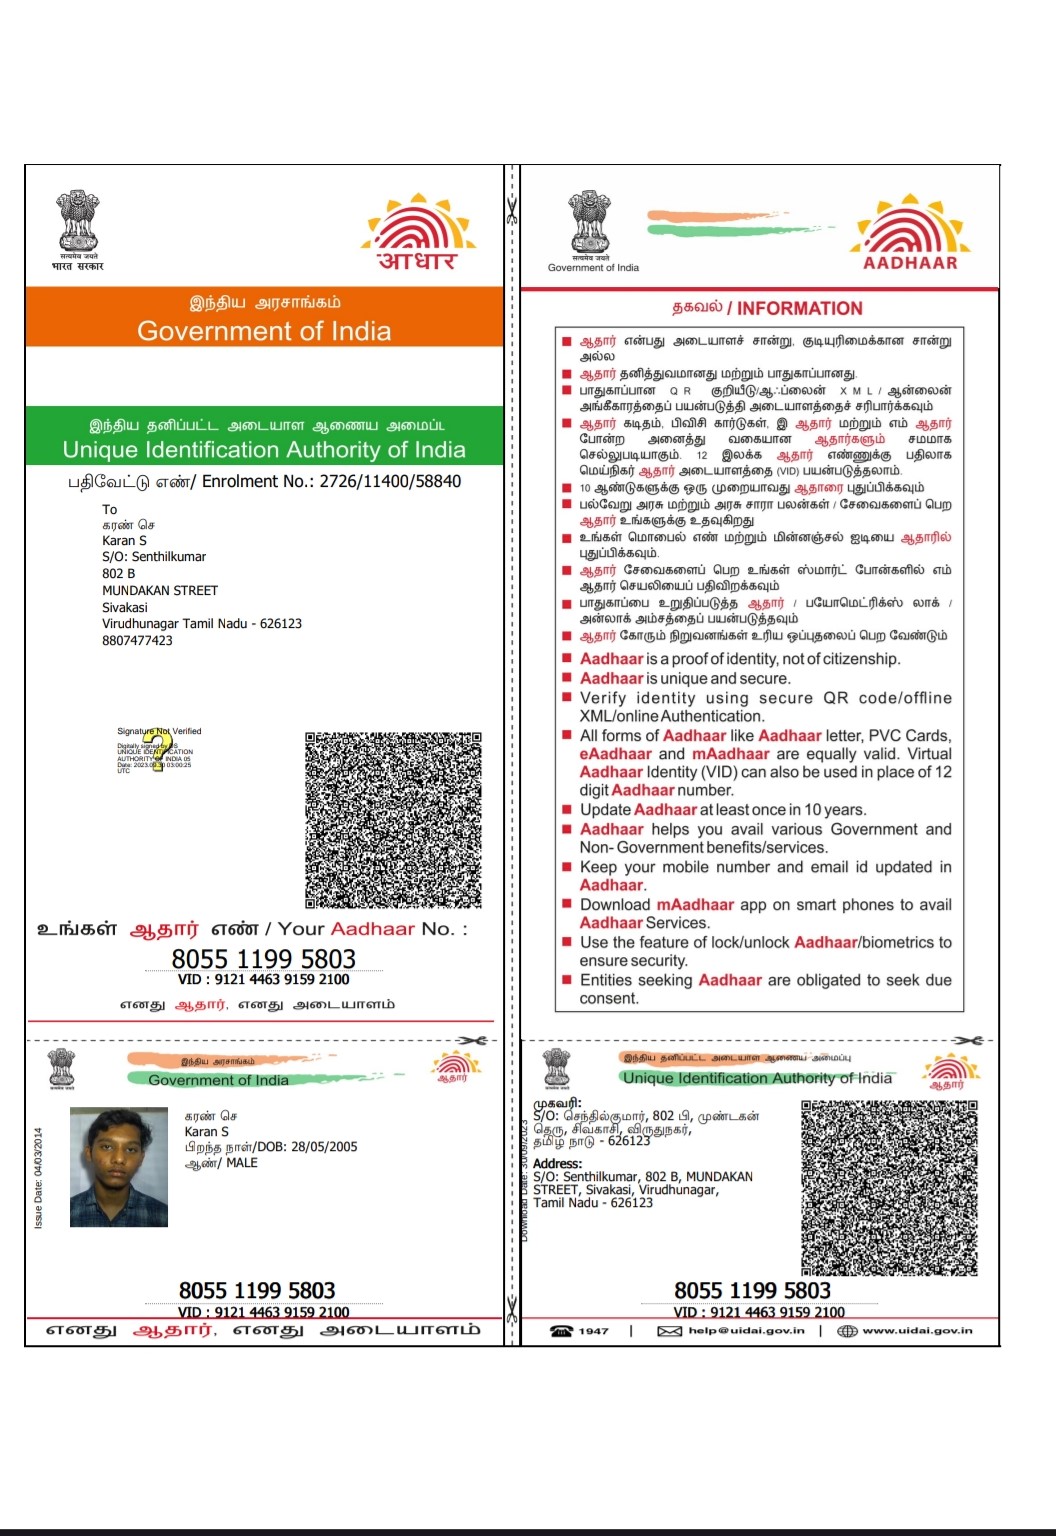 सत्यमेव जयते
भारत सरकार
आधार
இந்திய அரசாங்கம்
Government of India
இந்திய தனிப்பட்ட அடையாள ஆணைய அமைப்பு
Unique Identification Authority of India
பதிவேட்டு எண்/ Enrolment No.: 2726/11400/58840
To
கரண் செ
Karan S
S/O: Senthilkumar
802 B
MUNDAKAN STREET
Sivakasi
Virudhunagar Tamil Nadu - 626123
8807477423
Signature Not Verified
Digitally signed by DS
UNIQUE IDENTIFICATION
AUTHORITY OF INDIA 05
Date: 2023.09.30 03:00:25
UTC
உங்கள் ஆதார் எண் / Your Aadhaar No. :
8055 1199 5803
VID : 9121 4463 9159 2100
எனது ஆதார், எனது அடையாளம்
सत्यमेव जयते
Government of India
AADHAAR
தகவல் / INFORMATION
ஆதார் என்பது அடையாளச் சான்று, குடியுரிமைக்கான சான்று
அல்ல
ஆதார் தனித்துவமானது மற்றும் பாதுகாப்பானது.
பாதுகாப்பான QR குறியீடு/ஆஃப்லைன் XML/ ஆன்லைன்
அங்கீகாரத்தைப் பயன்படுத்தி அடையாளத்தைச் சரிபார்க்கவும்
ஆதார் கடிதம், பிவிசி கார்டுகள், இ ஆதார் மற்றும் எம் ஆதார்
போன்ற அனைத்து வகையான ஆதார்களும் சமமாக
செல்லுபடியாகும். 12 இலக்க ஆதார் எண்ணுக்கு பதிலாக
மெய்நிகர் ஆதார் அடையாளத்தை (VID) பயன்படுத்தலாம்.
10 ஆண்டுகளுக்கு ஒரு முறையாவது ஆதாரை புதுப்பிக்கவும்
பல்வேறு அரசு மற்றும் அரசு சாரா பலன்கள் / சேவைகளைப் பெற
ஆதார் உங்களுக்கு உதவுகிறது
உங்கள் மொபைல் எண் மற்றும் மின்னஞ்சல் ஐடியை ஆதாரில்
புதுப்பிக்கவும்.
ஆதார் சேவைகளைப் பெற உங்கள் ஸ்மார்ட் போன்களில் எம்
ஆதார் செயலியைப் பதிவிறக்கவும்
பாதுகாப்பை உறுதிப்படுத்த ஆதார் / பயோமெட்ரிக்ஸ் லாக் /
அன்லாக் அம்சத்தைப் பயன்படுத்தவும்
ஆதார் கோரும் நிறுவனங்கள் உரிய ஒப்புதலைப் பெற வேண்டும்
Aadhaar is a proof of identity, not of citizenship.
Aadhaar is unique and secure.
Verify identity using secure QR code/offline
XML/online Authentication.
All forms of Aadhaar like Aadhaar letter, PVC Cards,
eAadhaar and mAadhaar are equally valid. Virtual
Aadhaar Identity (VID) can also be used in place of 12
digit Aadhaar number.
Update Aadhaar at least once in 10 years.
Aadhaar helps you avail various Government and
Non- Government benefits/services.
Keep your mobile number and email id updated in
Aadhaar.
Download mAadhaar app on smart phones to avail
Aadhaar Services.
Use the feature of lock/unlock Aadhaar/biometrics to
ensure security.
Entities seeking Aadhaar are obligated to seek due
consent.
இந்திய அரசாங்கம்
Government of India
ஆதார்
Issue Date: 04/03/2014
கரண் செ
Karan S
பிறந்த நாள்/DOB: 28/05/2005
ஆண்/ MALE
8055 1199 5803
VID : 9121 4463 9159 2100
எனது ஆதார், எனது அடையாளம்
இந்திய தனிப்பட்ட அடையாள ஆணைய அமைப்பு
Unique Identification Authority of India
ஆதார்
Download Date: 30/09/2023
முகவரி:
S/O: செந்தில்குமார், 802 பி, முண்டகன்
தெரு, சிவகாசி, விருதுநகர்,
தமிழ் நாடு - 626123
Address:
S/O: Senthilkumar, 802 B, MUNDAKAN
STREET, Sivakasi, Virudhunagar,
Tamil Nadu - 626123
8055 1199 5803
VID : 9121 4463 9159 2100
1947 | help@uidai.gov.in | www.uidai.gov.in